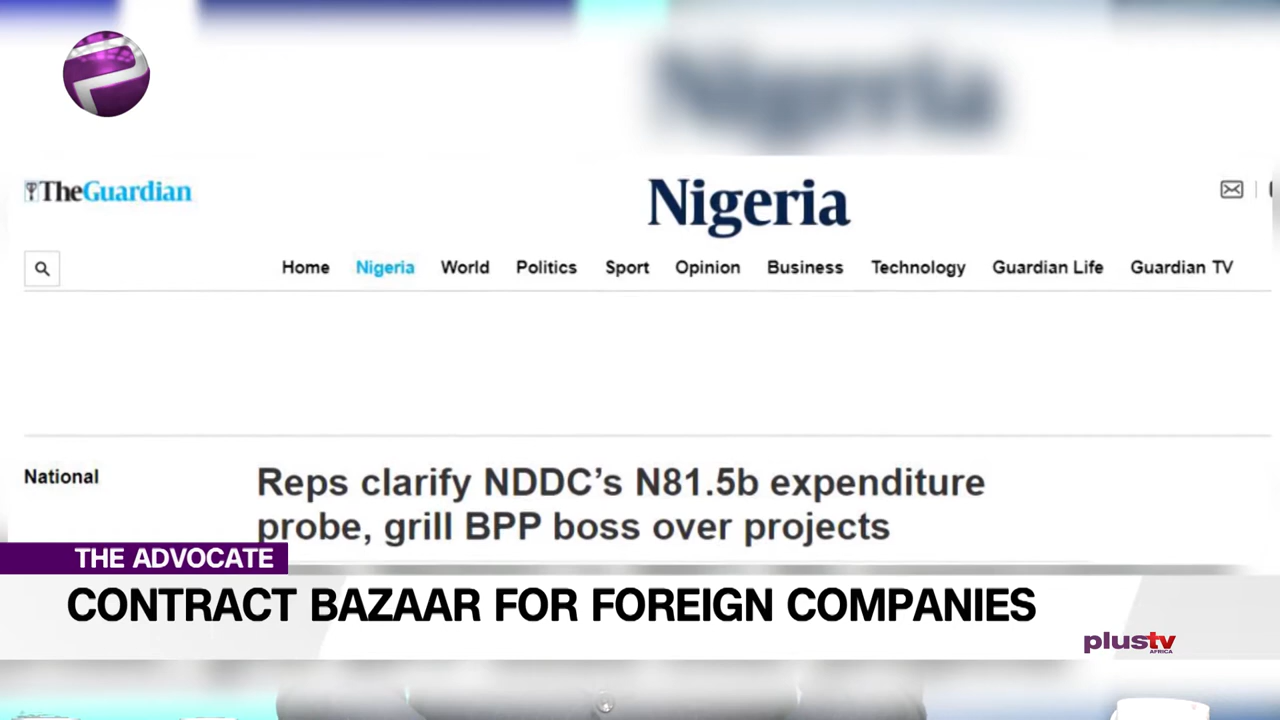 TheGuardian
Nigeria
Home Nigeria World Politics Sport Opinion Business Technology Guardian Life Guardian TV
National
Reps clarify NDDC’s N81.5b expenditure
probe, grill BPP boss over projects
THE ADVOCATE
CONTRACT BAZAAR FOR FOREIGN COMPANIES
plustv
AFRICA